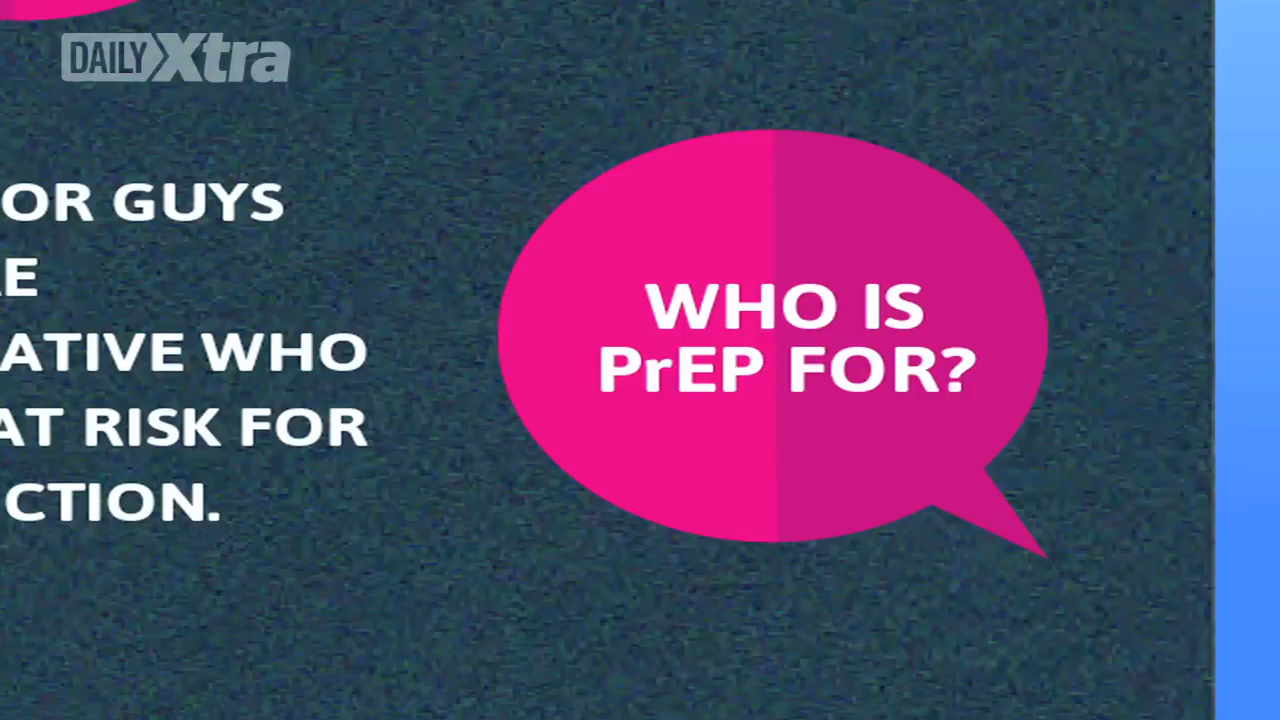 DAILY Xtra
OR GUYS
E
ATIVE WHO
AT RISK FOR
CTION.
WHO IS
PrEP FOR?